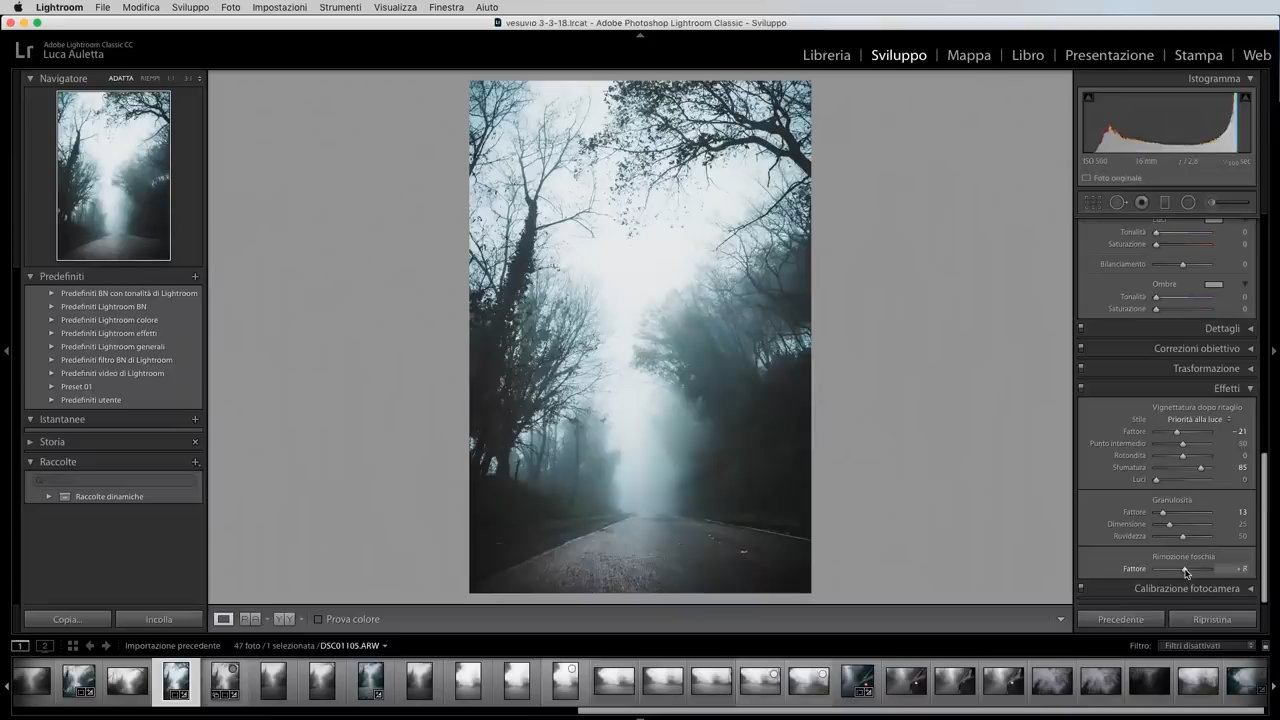 Lightroom File Modifica Sviluppo Foto Impostazioni Strumenti Visualizza Finestra Aiuto
vesuvio 3-3-18.lrcat - Adobe Photoshop Lightroom Classic - Sviluppo
Lr
Adobe Lightroom Classic CC
Luca Auletta
Libreria | Sviluppo | Mappa | Libro | Presentazione | Stampa | Web
Navigatore ADATTA RIEMPI 1:1 3:1
Istogramma
ISO 500 16 mm ƒ / 2,8 sec
Foto originale
Luci
Tonalità 0
Saturazione 0
Bilanciamento 0
Ombre
Tonalità 0
Saturazione 0
Predefiniti +
Predefiniti BN con tonalità di Lightroom
Predefiniti Lightroom BN
Predefiniti Lightroom colore
Predefiniti Lightroom effetti
Predefiniti Lightroom generali
Predefiniti filtro BN di Lightroom
Predefiniti video di Lightroom
Preset 01
Predefiniti utente
Istantanee +
Storia ×
Raccolte +
Raccolte dinamiche
Dettagli
Correzioni obiettivo
Trasformazione
Effetti
Vignettatura dopo ritaglio
Stile Priorità alla luce
Fattore − 21
Punto intermedio 50
Rotondità 0
Sfumatura 85
Luci 0
Granulosità
Fattore 13
Dimensione 25
Ruvidezza 50
Rimozione foschia
Fattore + 8
Calibrazione fotocamera
Copia... Incolla
Prova colore
Precedente Ripristina
1 2 Importazione precedente 47 foto / 1 selezionata / DSC01105.ARW
Filtro: Filtri disattivati